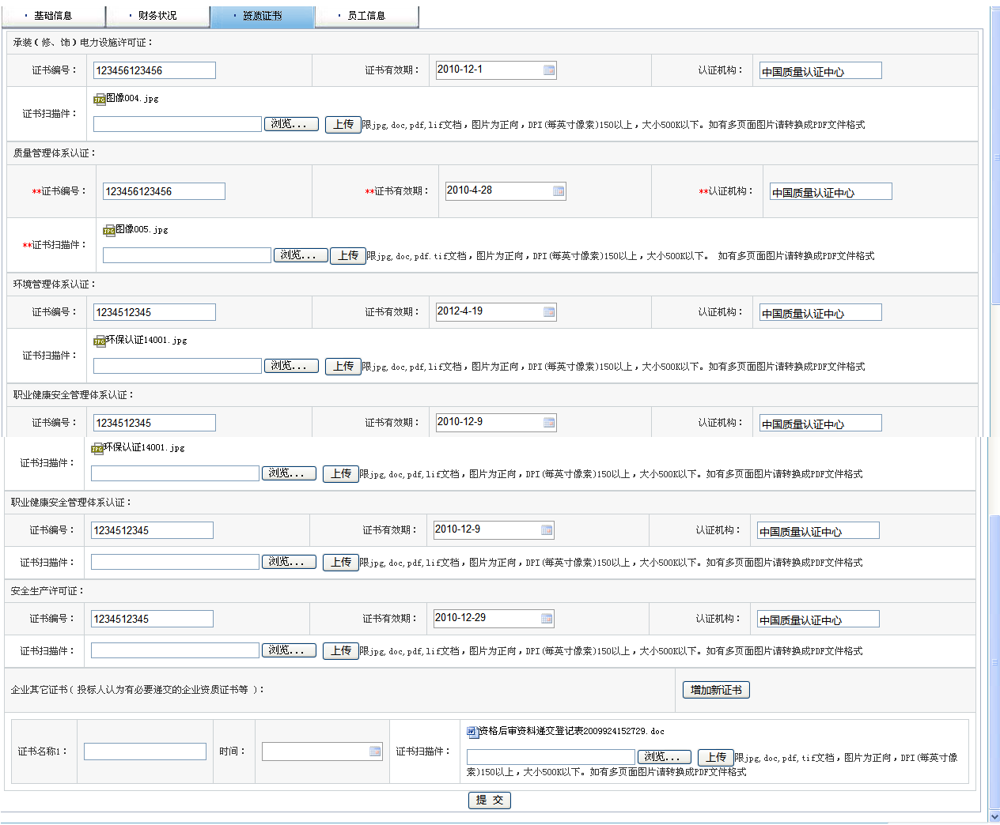 · 基础信息 · 财务状况 · 资质证书 · 员工信息
承装(修、饰)电力设施许可证：
证书编号： 123456123456 证书有效期： 2010-12-1 认证机构： 中国质量认证中心
图像004.jpg
证书扫描件： 浏览... 上传 限jpg,doc,pdf,lif文档，图片为正向，DPI(每英寸像素)150以上，大小500K以下。如有多页面图片请转换成PDF文件格式
质量管理体系认证：
**证书编号： 123456123456 **证书有效期： 2010-4-28 **认证机构： 中国质量认证中心
图像005.jpg
**证书扫描件： 浏览... 上传 限jpg,doc,pdf.tif文档，图片为正向，DPI(每英寸像素)150以上，大小500K以下。 如有多页面图片请转换成PDF文件格式
环境管理体系认证：
证书编号： 1234512345 证书有效期： 2012-4-19 认证机构： 中国质量认证中心
环保认证14001.jpg
证书扫描件： 浏览... 上传 限jpg,doc,pdf,lif文档，图片为正向，DPI(每英寸像素)150以上，大小500K以下。如有多页面图片请转换成PDF文件格式
职业健康安全管理体系认证：
证书编号： 1234512345 证书有效期： 2010-12-9 认证机构： 中国质量认证中心
环保认证14001.jpg
证书扫描件： 浏览... 上传 限jpg,doc,pdf,lif文档，图片为正向，DPI(每英寸像素)150以上，大小500K以下。如有多页面图片请转换成PDF文件格式
职业健康安全管理体系认证：
证书编号： 1234512345 证书有效期： 2010-12-9 认证机构： 中国质量认证中心
证书扫描件： 浏览... 上传 限jpg,doc,pdf,lif文档，图片为正向，DPI(每英寸像素)150以上，大小500K以下。如有多页面图片请转换成PDF文件格式
安全生产许可证：
证书编号： 1234512345 证书有效期： 2010-12-29 认证机构： 中国质量认证中心
证书扫描件： 浏览... 上传 限jpg,doc,pdf,lif文档，图片为正向，DPI(每英寸像素)150以上，大小500K以下。如有多页面图片请转换成PDF文件格式
企业其它证书( 投标人认为有必要递交的企业资质证书等 )： 增加新证书
资格后审资料递交登记表2009924152729.doc
证书名称1： 时间： 证书扫描件： 浏览... 上传 限jpg,doc,pdf,tif文档，图片为正向，DPI(每英寸像
素)150以上，大小500K以下。如有多页面图片请转换成PDF文件格式
提 交